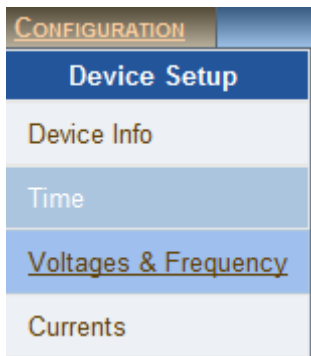 CONFIGURATION
Device Setup
Device Info
Time
Voltages & Frequency
Currents